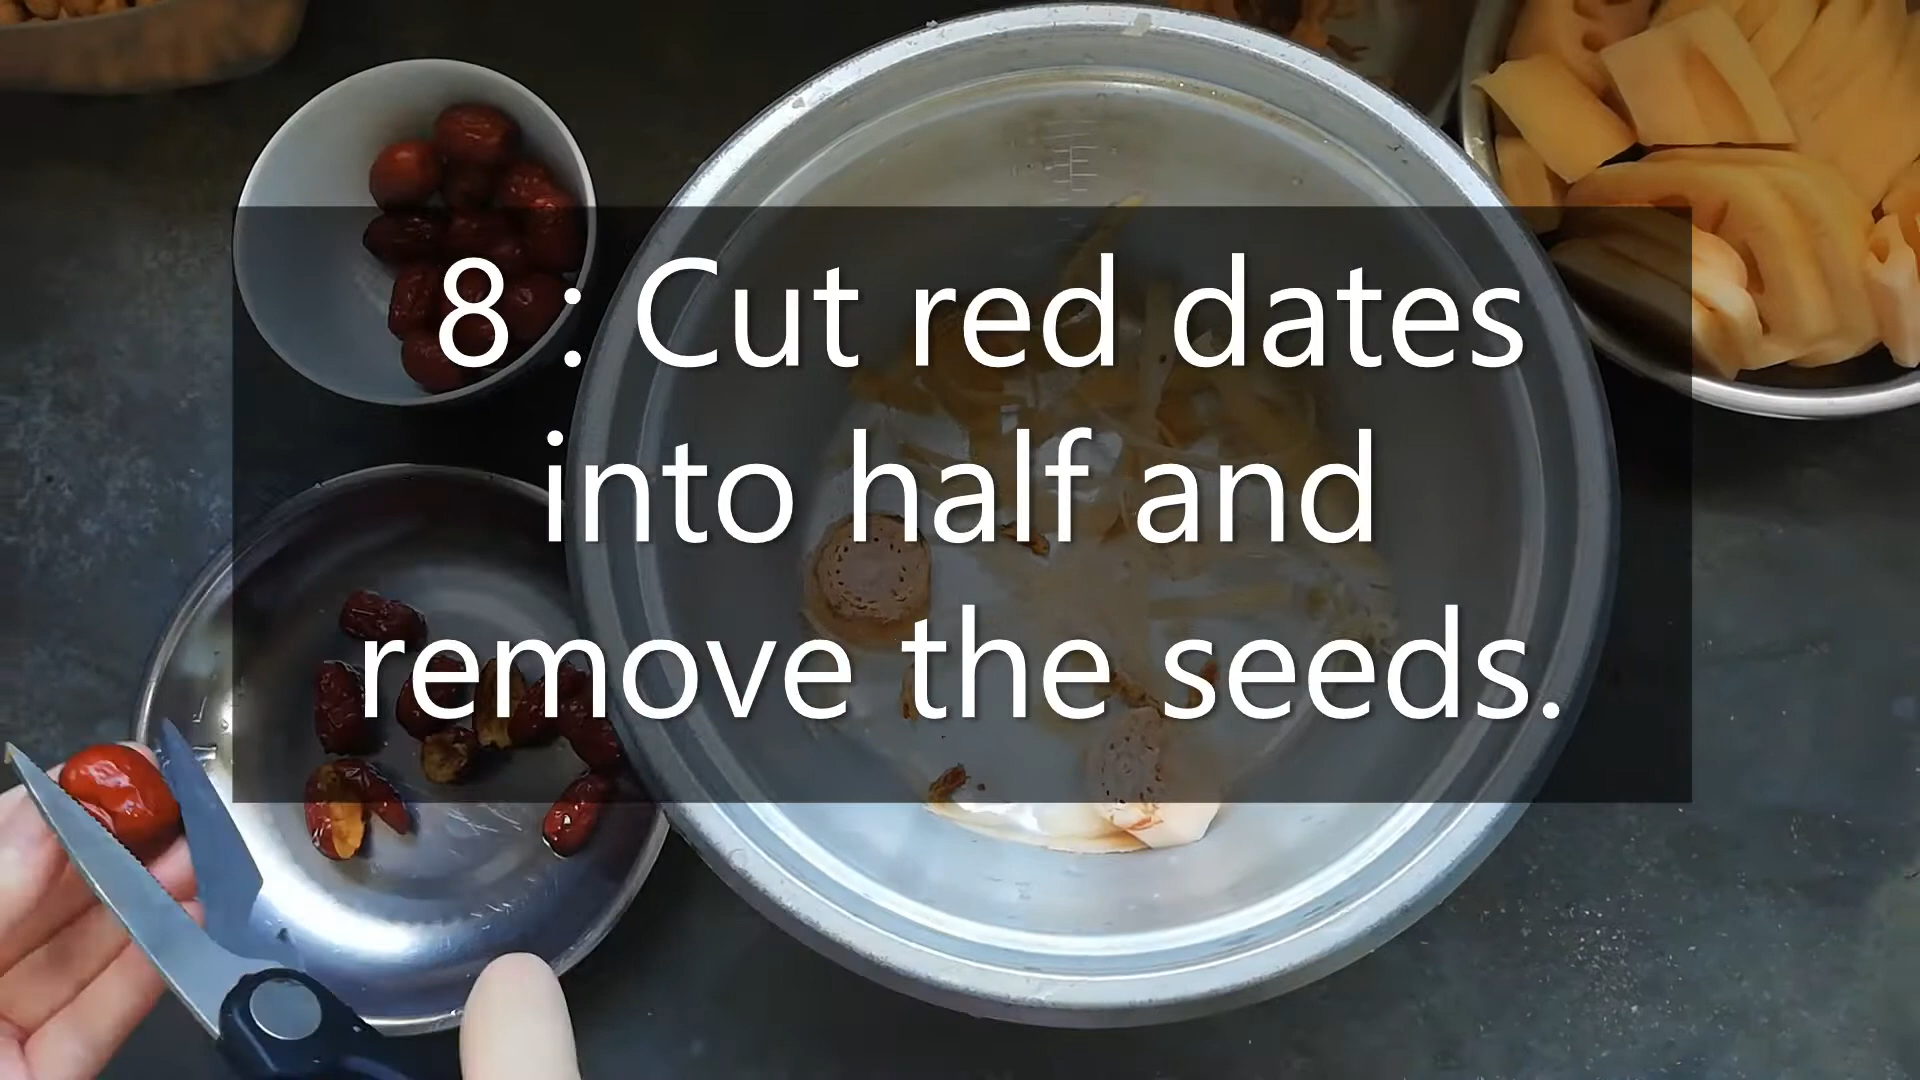 8 : Cut red dates
into half and
remove the seeds.